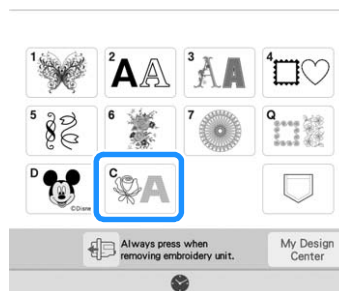 1
2 AA
3 AA
4
5
6
7
Q
D ©Disney
C A
Always press when
removing embroidery unit.
My Design
Center